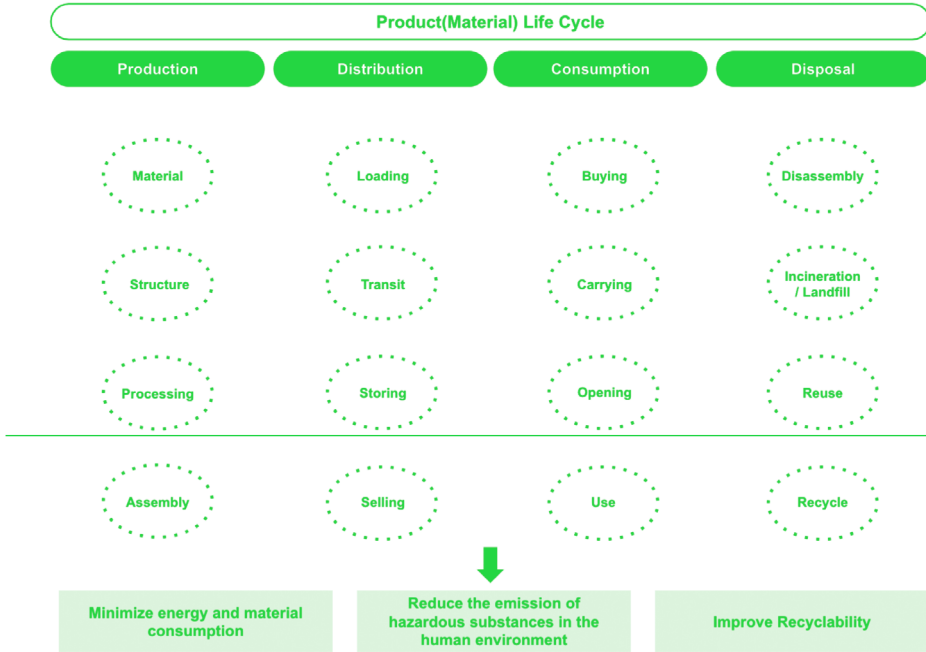 Product(Material) Life Cycle
Production
Distribution
Consumption
Disposal
Material
Loading
Buying
Disassembly
Structure
Transit
Carrying
Incineration
/ Landfill
Processing
Storing
Opening
Reuse
Assembly
Selling
Use
Recycle
Minimize energy and material
consumption
Reduce the emission of
hazardous substances in the
human environment
Improve Recyclability